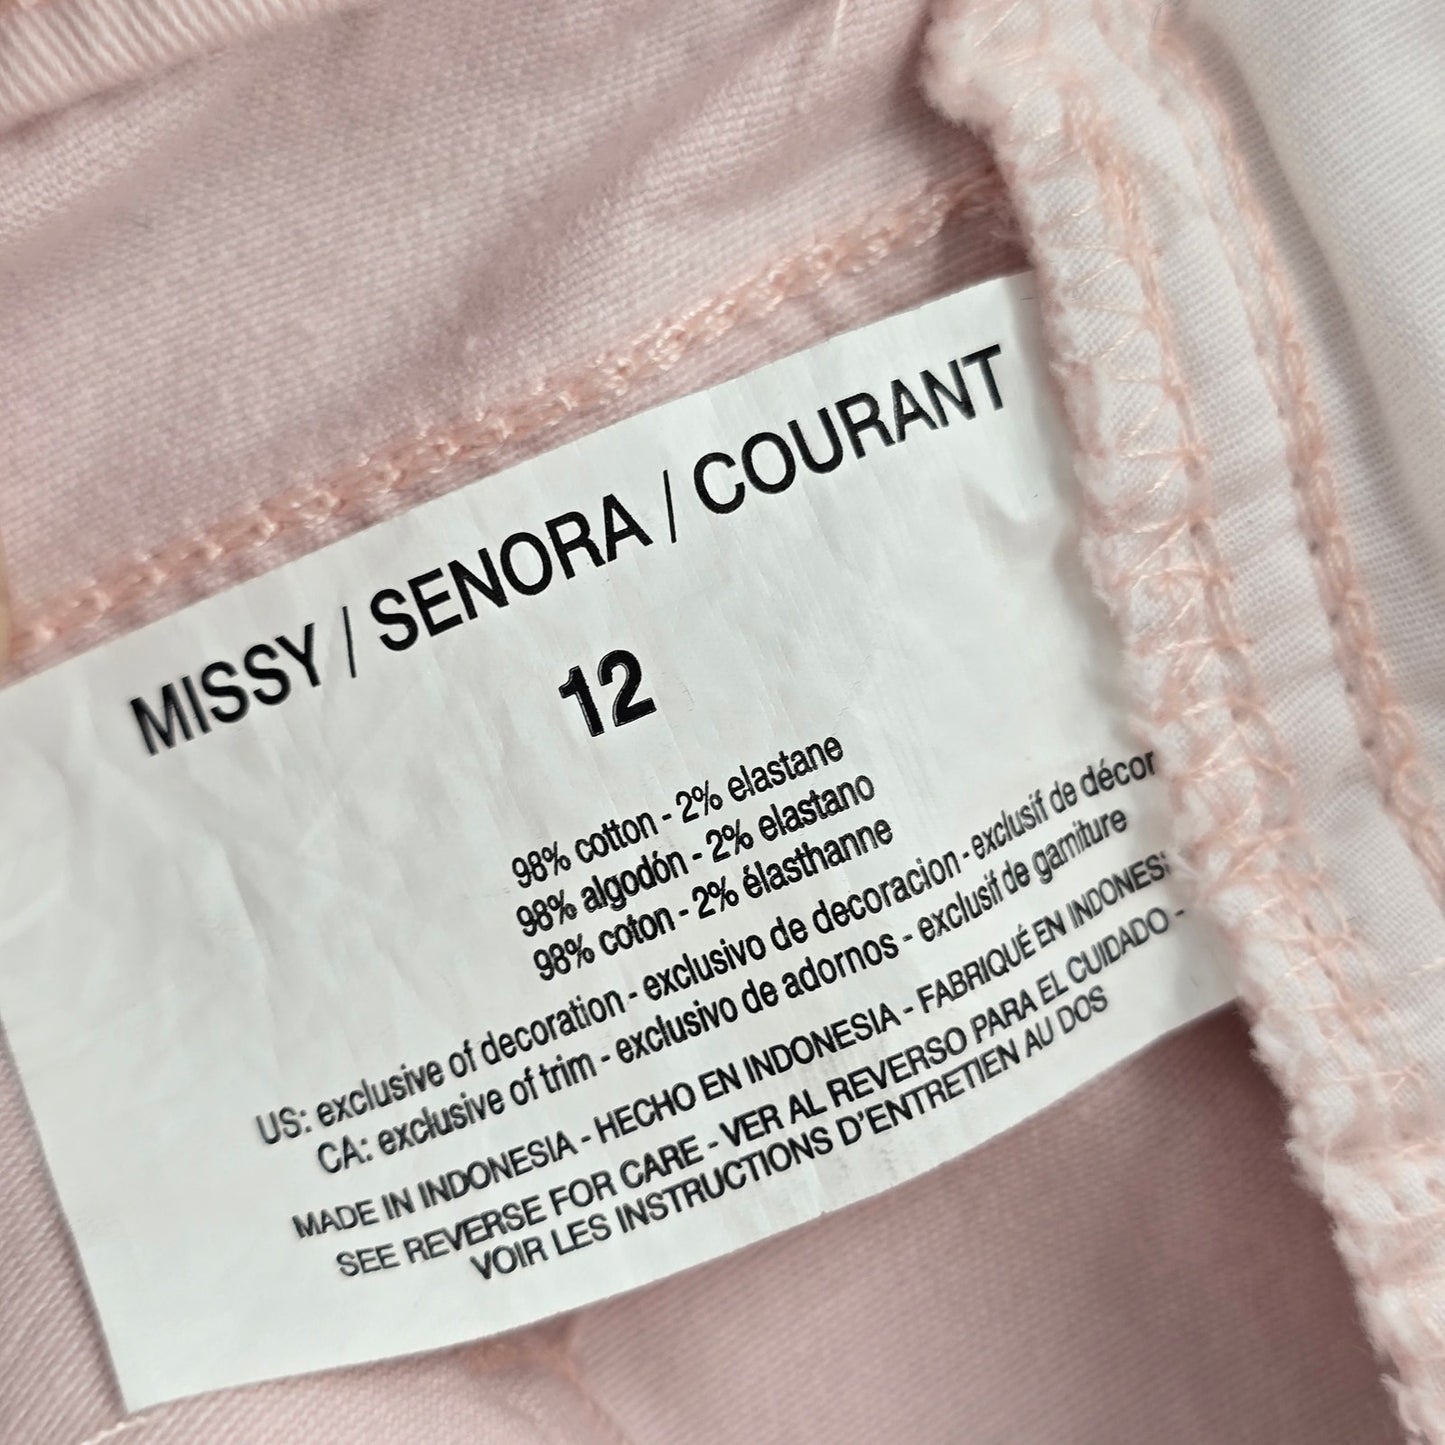 MISSY / SENORA / COURANT
12
98% cotton - 2% elastane
98% algodón - 2% elastano
98% coton - 2% élasthanne
US: exclusive of decoration - exclusivo de decoracion - exclusif de décor
CA: exclusive of trim - exclusivo de adornos - exclusif de garniture
MADE IN INDONESIA - HECHO EN INDONESIA - FABRIQUÉ EN INDONES
SEE REVERSE FOR CARE - VER AL REVERSO PARA EL CUIDADO -
VOIR LES INSTRUCTIONS D'ENTRETIEN AU DOS